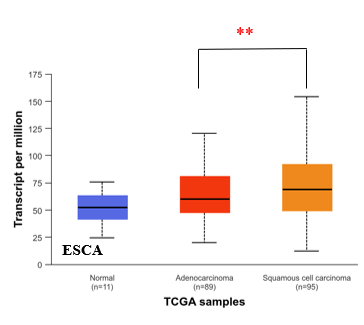 **
Transcript per million
175
150
125
100
75
50
25
0
ESCA
Normal
(n=11)
Adenocarcinoma
(n=89)
Squamous cell carcinoma
(n=95)
TCGA samples